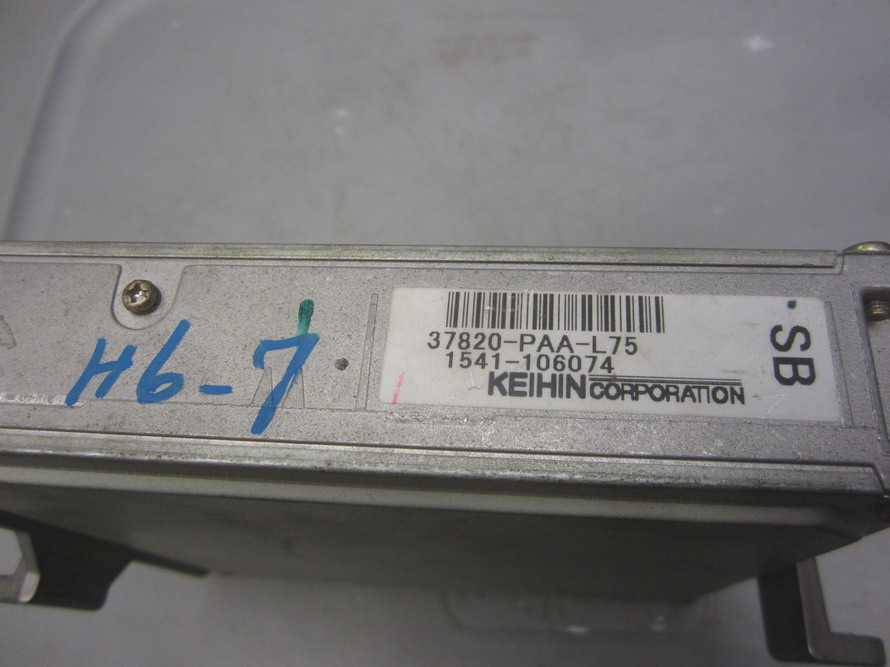 H6-7
37820-PAA-L75
1541-106074
KEIHIN CORPORATION
SB